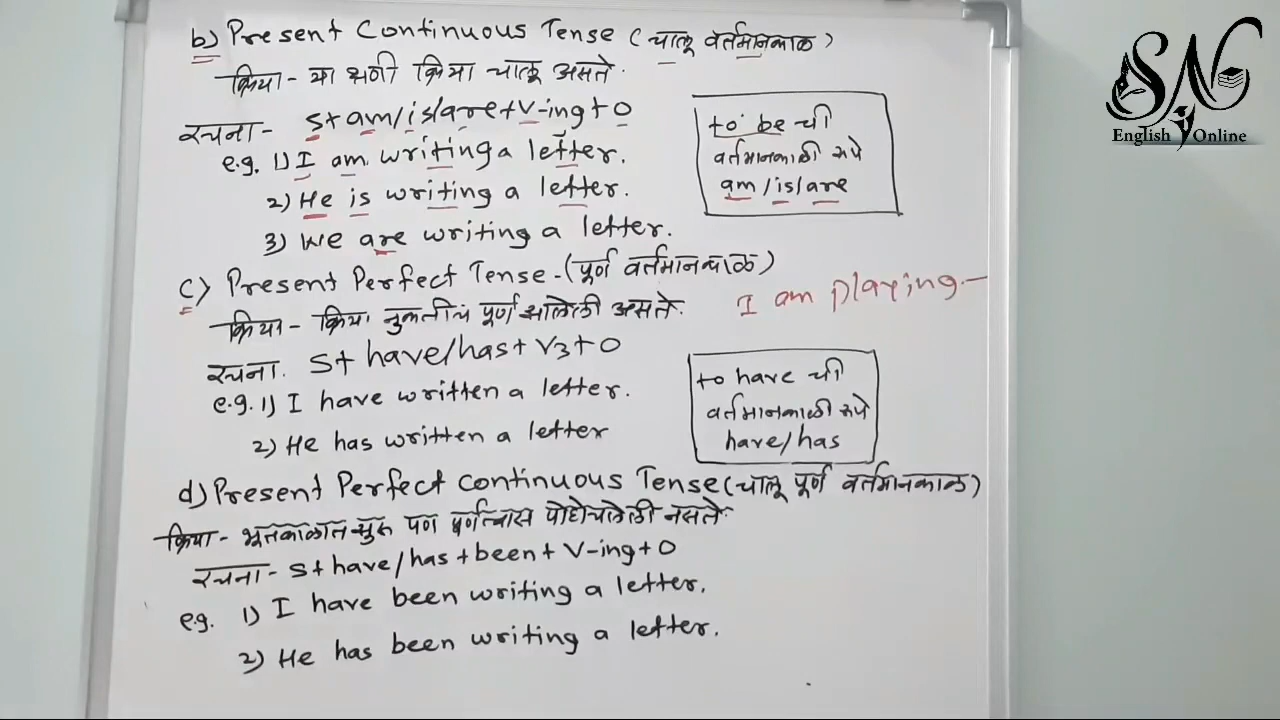 b) Present Continuous Tense (चालू वर्तमानकाळ)
क्रिया - या क्षणी क्रिया चालू असते.
रचना - S+ am/is/are+V-ing+O
e.g. 1) I am writing a letter.
2) He is writing a letter.
3) We are writing a letter.
to be ची
वर्तमानकाळी रुपे
am/is/are
c) Present Perfect Tense - (पूर्ण वर्तमानकाळ)
क्रिया - क्रिया नुकतीच पूर्ण झालेली असते.
I am playing.-
रचना. S+ have/has+ V3+O
e.g. 1) I have written a letter.
2) He has written a letter
to have ची
वर्तमानकाळी रुपे
have/has
d) Present Perfect Continuous Tense (चालू पूर्ण वर्तमानकाळ)
क्रिया - भूतकाळात सुरु पण पूर्णत्वास पोहोचलेली नसते.
रचना - S+have/has+been+ V-ing+O
e.g. 1) I have been writing a letter.
2) He has been writing a letter.
SN
English Online